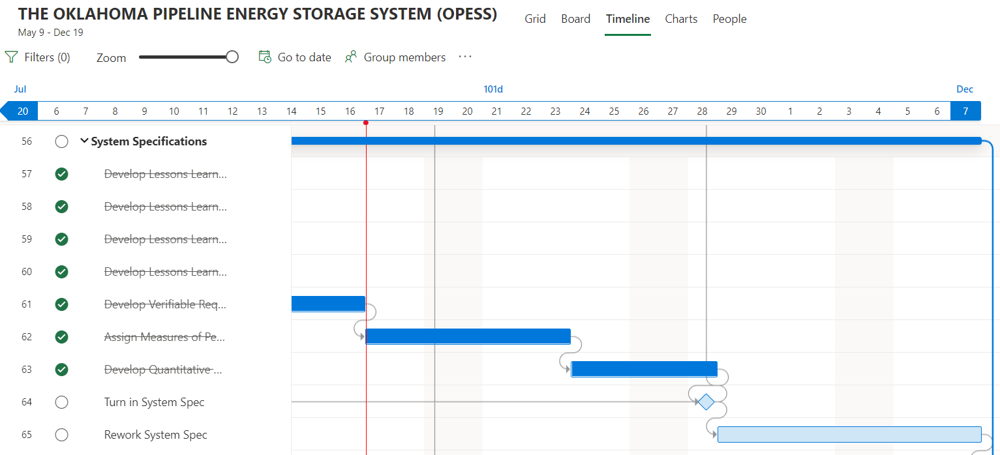 THE OKLAHOMA PIPELINE ENERGY STORAGE SYSTEM (OPESS)
May 9 - Dec 19
Grid Board Timeline Charts People
Filters (0) Zoom Go to date Group members ...
Jul 101d Dec
20 6 7 8 9 10 11 12 13 14 15 16 17 18 19 20 21 22 23 24 25 26 27 28 29 30 1 2 3 4 5 6 7
56 System Specifications
57 Develop Lessons Learn...
58 Develop Lessons Learn...
59 Develop Lessons Learn...
60 Develop Lessons Learn...
61 Develop Verifiable Req...
62 Assign Measures of Pe...
63 Develop Quantitative ...
64 Turn in System Spec
65 Rework System Spec